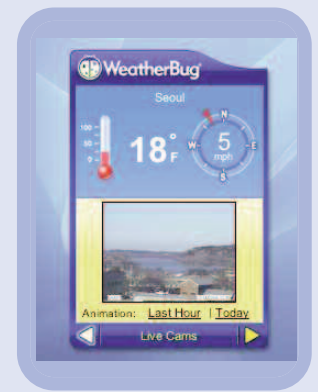 WeatherBug
Seoul
100
50
0
18°F
N
W
E
S
5
mph
Animation: Last Hour | Today
Live Cams